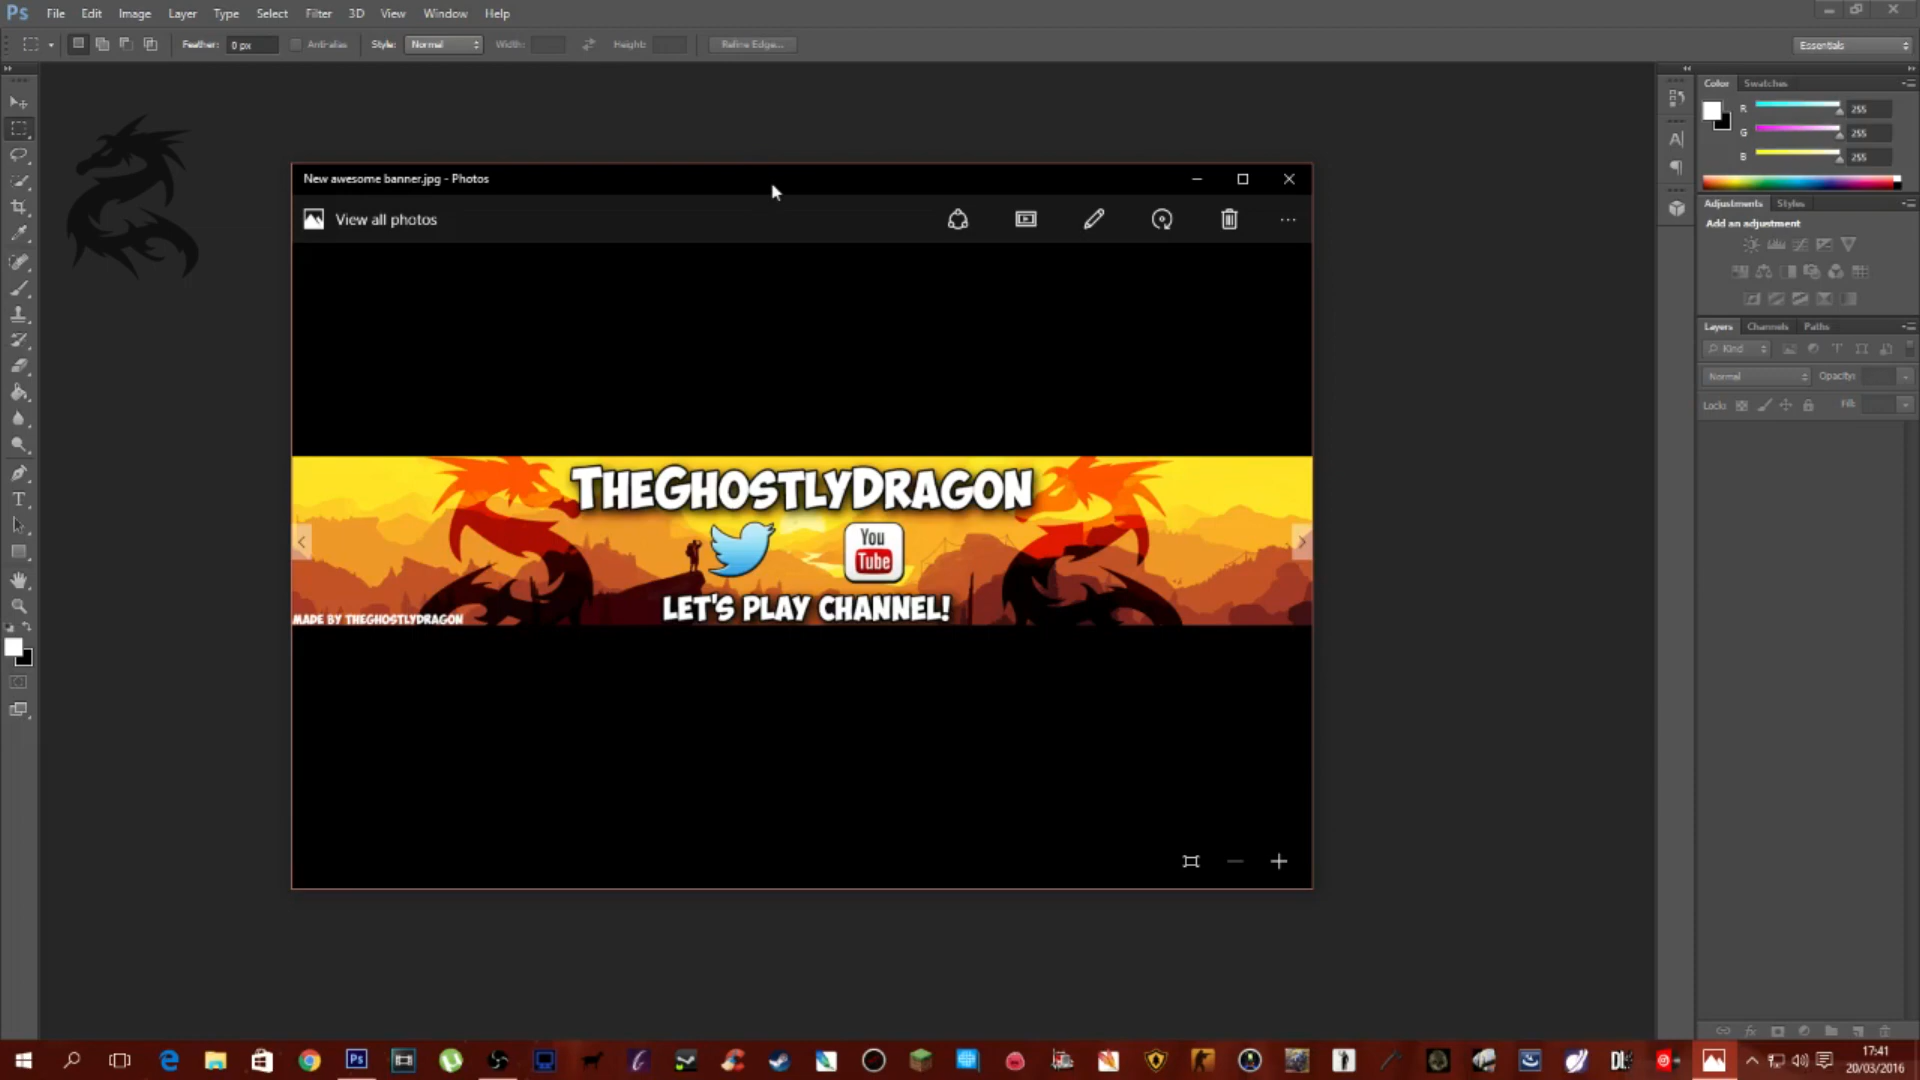 Ps File Edit Image Layer Type Select Filter 3D View Window Help
Feather: 0 px Anti-alias Style: Normal Width: Height: Refine Edge... Essentials
Color Swatches
R 255
G 255
B 255
Adjustments Styles
Add an adjustment
Layers Channels Paths
Kind
Normal Opacity:
Lock: Fill:
New awesome banner.jpg - Photos
View all photos
THEGHOSTLYDRAGON
You
Tube
LET'S PLAY CHANNEL!
MADE BY THEGHOSTLYDRAGON
Ps
17:41
20/03/2016